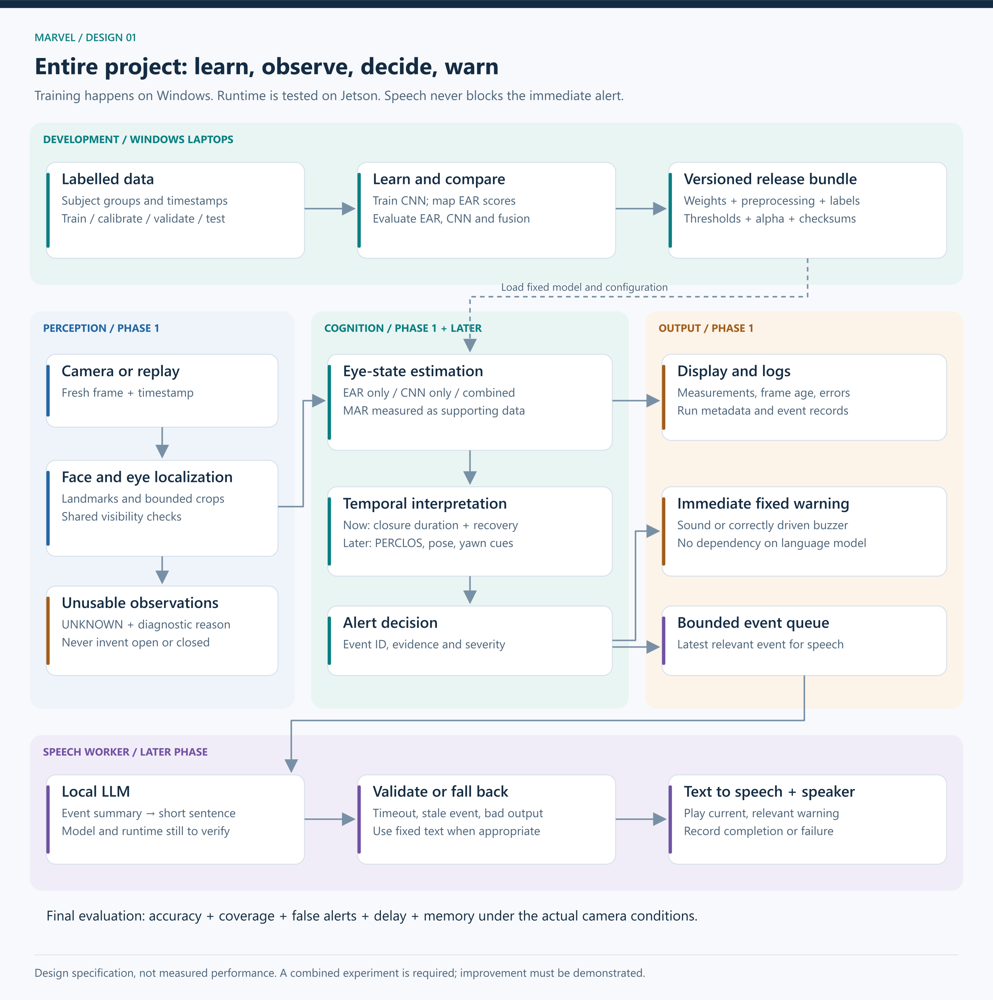 MARVEL / DESIGN 01
Entire project: learn, observe, decide, warn
Training happens on Windows. Runtime is tested on Jetson. Speech never blocks the immediate alert.
DEVELOPMENT / WINDOWS LAPTOPS
Labelled data
Subject groups and timestamps
Train / calibrate / validate / test
Learn and compare
Train CNN; map EAR scores
Evaluate EAR, CNN and fusion
Versioned release bundle
Weights + preprocessing + labels
Thresholds + alpha + checksums
Load fixed model and configuration
PERCEPTION / PHASE 1
Camera or replay
Fresh frame + timestamp
Face and eye localization
Landmarks and bounded crops
Shared visibility checks
Unusable observations
UNKNOWN + diagnostic reason
Never invent open or closed
COGNITION / PHASE 1 + LATER
Eye-state estimation
EAR only / CNN only / combined
MAR measured as supporting data
Temporal interpretation
Now: closure duration + recovery
Later: PERCLOS, pose, yawn cues
Alert decision
Event ID, evidence and severity
OUTPUT / PHASE 1
Display and logs
Measurements, frame age, errors
Run metadata and event records
Immediate fixed warning
Sound or correctly driven buzzer
No dependency on language model
Bounded event queue
Latest relevant event for speech
SPEECH WORKER / LATER PHASE
Local LLM
Event summary → short sentence
Model and runtime still to verify
Validate or fall back
Timeout, stale event, bad output
Use fixed text when appropriate
Text to speech + speaker
Play current, relevant warning
Record completion or failure
Final evaluation: accuracy + coverage + false alerts + delay + memory under the actual camera conditions.
Design specification, not measured performance. A combined experiment is required; improvement must be demonstrated.